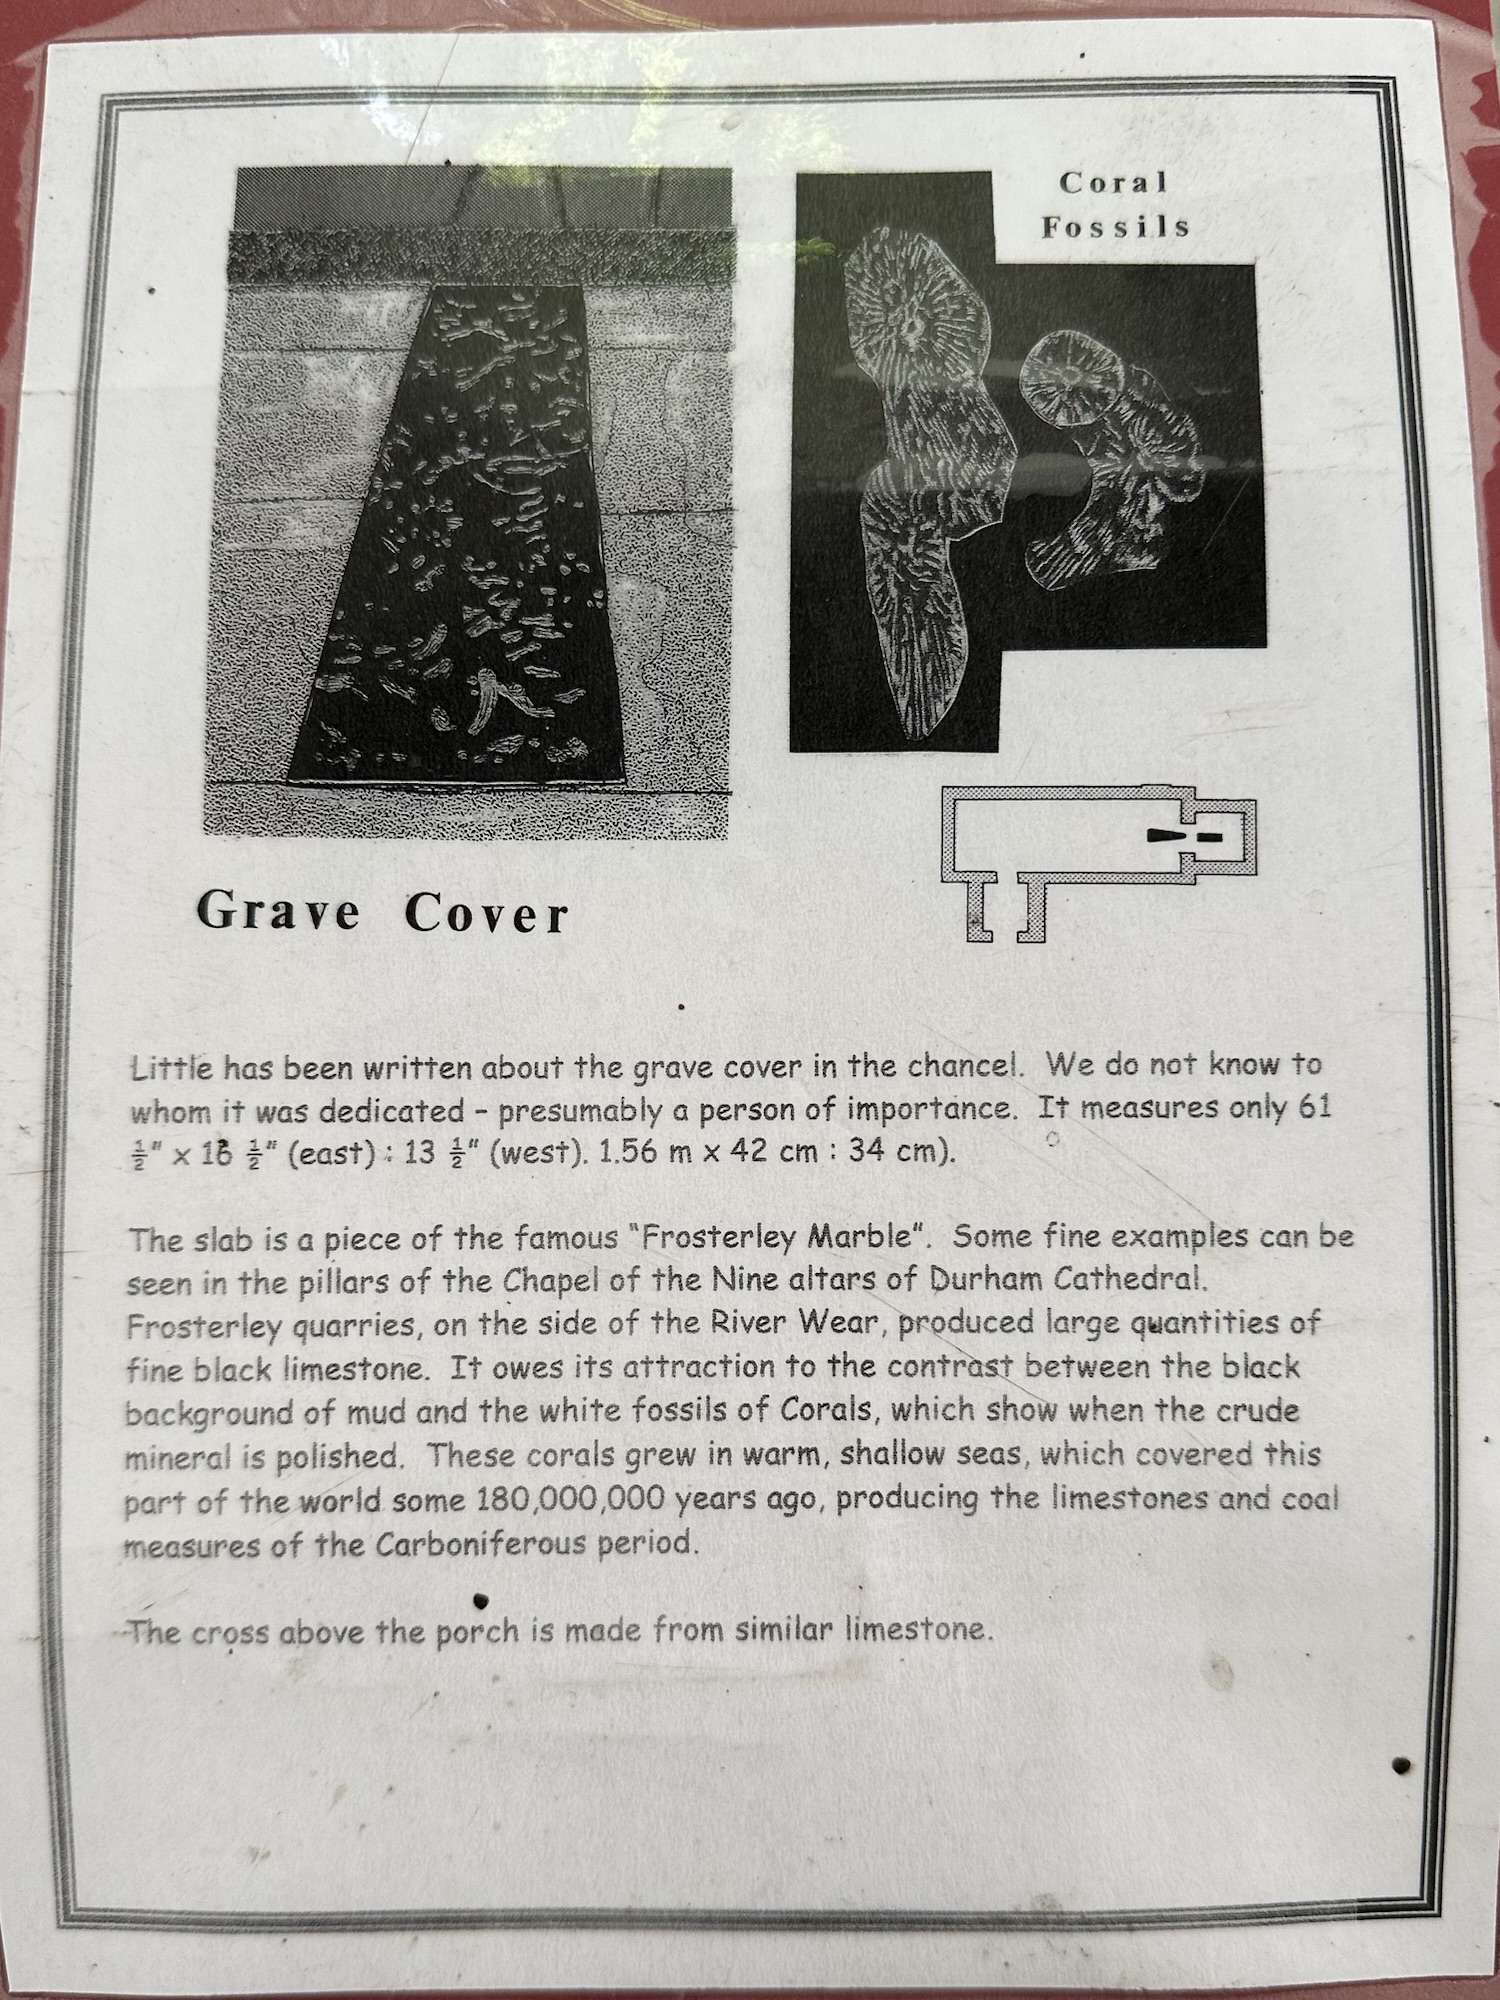 Coral
Fossils
Grave Cover
Little has been written about the grave cover in the chancel. We do not know to
whom it was dedicated – presumably a person of importance. It measures only 61
½" x 16 ½" (east) : 13 ½" (west). 1.56 m x 42 cm : 34 cm).
The slab is a piece of the famous "Frosterley Marble". Some fine examples can be
seen in the pillars of the Chapel of the Nine altars of Durham Cathedral.
Frosterley quarries, on the side of the River Wear, produced large quantities of
fine black limestone. It owes its attraction to the contrast between the black
background of mud and the white fossils of Corals, which show when the crude
mineral is polished. These corals grew in warm, shallow seas, which covered this
part of the world some 180,000,000 years ago, producing the limestones and coal
measures of the Carboniferous period.
The cross above the porch is made from similar limestone.